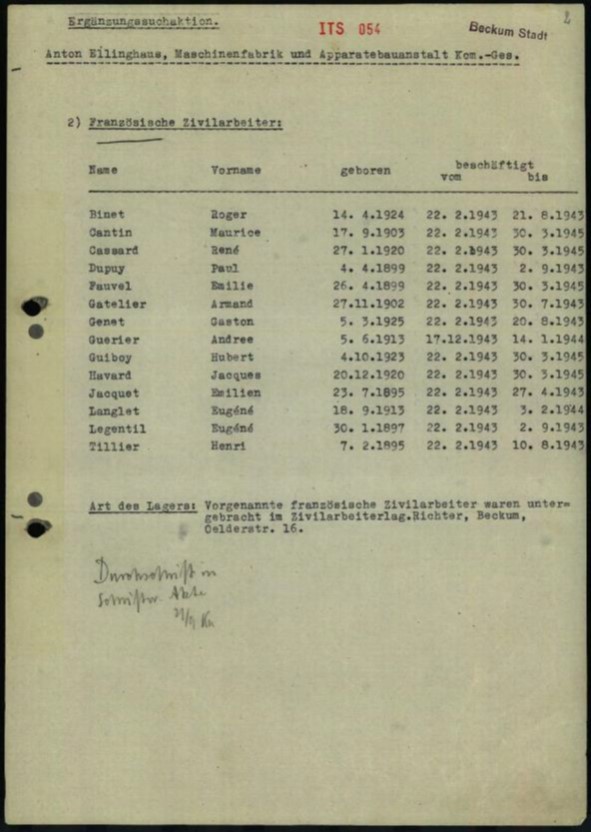 Ergänzungssuchaktion.
ITS 054
Beckum Stadt
2
Anton Eilinghaus, Maschinenfabrik und Apparatebauanstalt Kom.-Ges.
2) Französische Zivilarbeiter:
beschäftigt
Name Vorname geboren vom bis
Binet Roger 14. 4.1924 22. 2.1943 21. 8.1943
Cantin Maurice 17. 9.1903 22. 2.1943 30. 3.1945
Cassard René 27. 1.1920 22. 2.1943 30. 3.1945
Dupuy Paul 4. 4.1899 22. 2.1943 2. 9.1943
Fauvel Emilie 26. 4.1899 22. 2.1943 30. 3.1945
Gatelier Armand 27.11.1902 22. 2.1943 30. 7.1943
Genet Gaston 5. 3.1925 22. 2.1943 20. 8.1943
Guerier Andree 5. 6.1913 17.12.1943 14. 1.1944
Guiboy Hubert 4.10.1923 22. 2.1943 30. 3.1945
Havard Jacques 20.12.1920 22. 2.1943 30. 3.1945
Jacquet Emilien 23. 7.1895 22. 2.1943 27. 4.1943
Langlet Eugéné 18. 9.1913 22. 2.1943 3. 2.1944
Legentil Eugéné 30. 1.1897 22. 2.1943 2. 9.1943
Tillier Henri 7. 2.1895 22. 2.1943 10. 8.1943
Art des Lagers: Vorgenannte französische Zivilarbeiter waren unter=
gebracht im Zivilarbeiterlag.Richter, Beckum,
Oelderstr. 16.
Durchschrift in
Akte